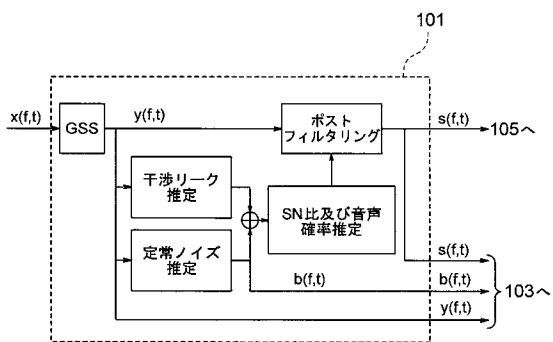 101
x(f,t)
GSS
y(f,t)
ポスト
フィルタリング
s(f,t)
105へ
干渉リーク
推定
SN比及び音声
確率推定
定常ノイズ
推定
s(f,t)
b(f,t)
b(f,t)
103へ
y(f,t)